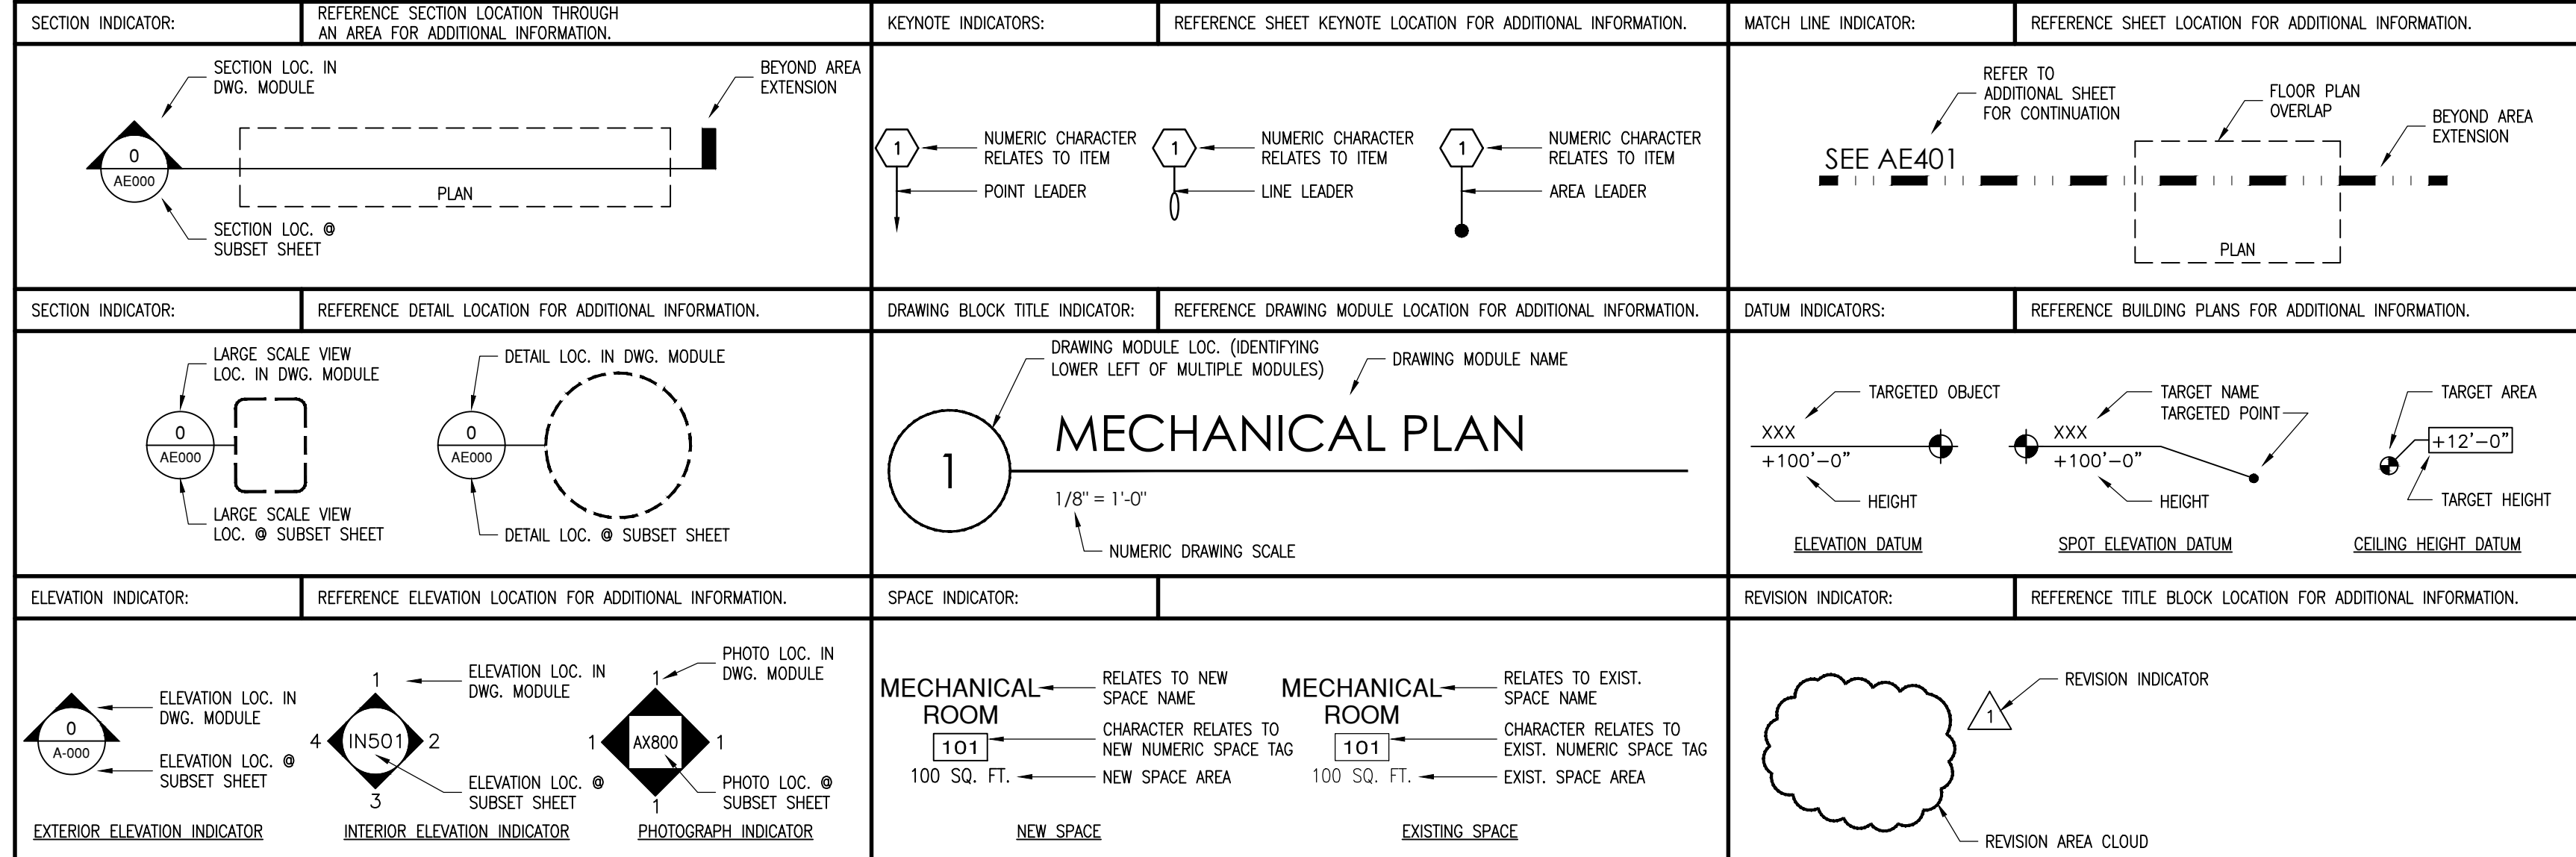 SECTION INDICATOR:
REFERENCE SECTION LOCATION THROUGH
AN AREA FOR ADDITIONAL INFORMATION.
SECTION LOC. IN
DWG. MODULE
BEYOND AREA
EXTENSION
0
AE000
PLAN
SECTION LOC. @
SUBSET SHEET
KEYNOTE INDICATORS:
REFERENCE SHEET KEYNOTE LOCATION FOR ADDITIONAL INFORMATION.
1
NUMERIC CHARACTER
RELATES TO ITEM
POINT LEADER
1
NUMERIC CHARACTER
RELATES TO ITEM
LINE LEADER
1
NUMERIC CHARACTER
RELATES TO ITEM
AREA LEADER
MATCH LINE INDICATOR:
REFERENCE SHEET LOCATION FOR ADDITIONAL INFORMATION.
REFER TO
ADDITIONAL SHEET
FOR CONTINUATION
FLOOR PLAN
OVERLAP
BEYOND AREA
EXTENSION
SEE AE401
PLAN
SECTION INDICATOR:
REFERENCE DETAIL LOCATION FOR ADDITIONAL INFORMATION.
LARGE SCALE VIEW
LOC. IN DWG. MODULE
0
AE000
LARGE SCALE VIEW
LOC. @ SUBSET SHEET
DETAIL LOC. IN DWG. MODULE
0
AE000
DETAIL LOC. @ SUBSET SHEET
DRAWING BLOCK TITLE INDICATOR:
REFERENCE DRAWING MODULE LOCATION FOR ADDITIONAL INFORMATION.
DRAWING MODULE LOC. (IDENTIFYING
LOWER LEFT OF MULTIPLE MODULES)
DRAWING MODULE NAME
1
MECHANICAL PLAN
1/8" = 1'-0"
NUMERIC DRAWING SCALE
DATUM INDICATORS:
REFERENCE BUILDING PLANS FOR ADDITIONAL INFORMATION.
TARGETED OBJECT
XXX
+100'-0"
HEIGHT
ELEVATION DATUM
TARGET NAME
TARGETED POINT
XXX
+100'-0"
HEIGHT
SPOT ELEVATION DATUM
TARGET AREA
+12'-0"
TARGET HEIGHT
CEILING HEIGHT DATUM
ELEVATION INDICATOR:
REFERENCE ELEVATION LOCATION FOR ADDITIONAL INFORMATION.
ELEVATION LOC. IN
DWG. MODULE
0
A-000
ELEVATION LOC. @
SUBSET SHEET
EXTERIOR ELEVATION INDICATOR
1
ELEVATION LOC. IN
DWG. MODULE
4
IN501
2
3
ELEVATION LOC. @
SUBSET SHEET
INTERIOR ELEVATION INDICATOR
PHOTO LOC. IN
DWG. MODULE
1
1
AX800
1
1
PHOTO LOC. @
SUBSET SHEET
PHOTOGRAPH INDICATOR
SPACE INDICATOR:
MECHANICAL
ROOM
101
100 SQ. FT.
RELATES TO NEW
SPACE NAME
CHARACTER RELATES TO
NEW NUMERIC SPACE TAG
NEW SPACE AREA
NEW SPACE
MECHANICAL
ROOM
101
100 SQ. FT.
RELATES TO EXIST.
SPACE NAME
CHARACTER RELATES TO
EXIST. NUMERIC SPACE TAG
EXIST. SPACE AREA
EXISTING SPACE
REVISION INDICATOR:
REFERENCE TITLE BLOCK LOCATION FOR ADDITIONAL INFORMATION.
REVISION INDICATOR
1
REVISION AREA CLOUD